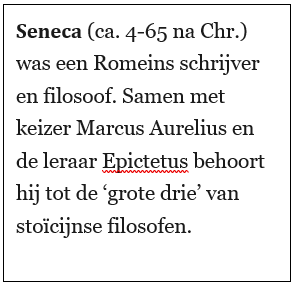 Seneca (ca. 4-65 na Chr.)
was een Romeins schrijver
en filosoof. Samen met
keizer Marcus Aurelius en
de leraar Epictetus behoort
hij tot de ‘grote drie’ van
stoïcijnse filosofen.